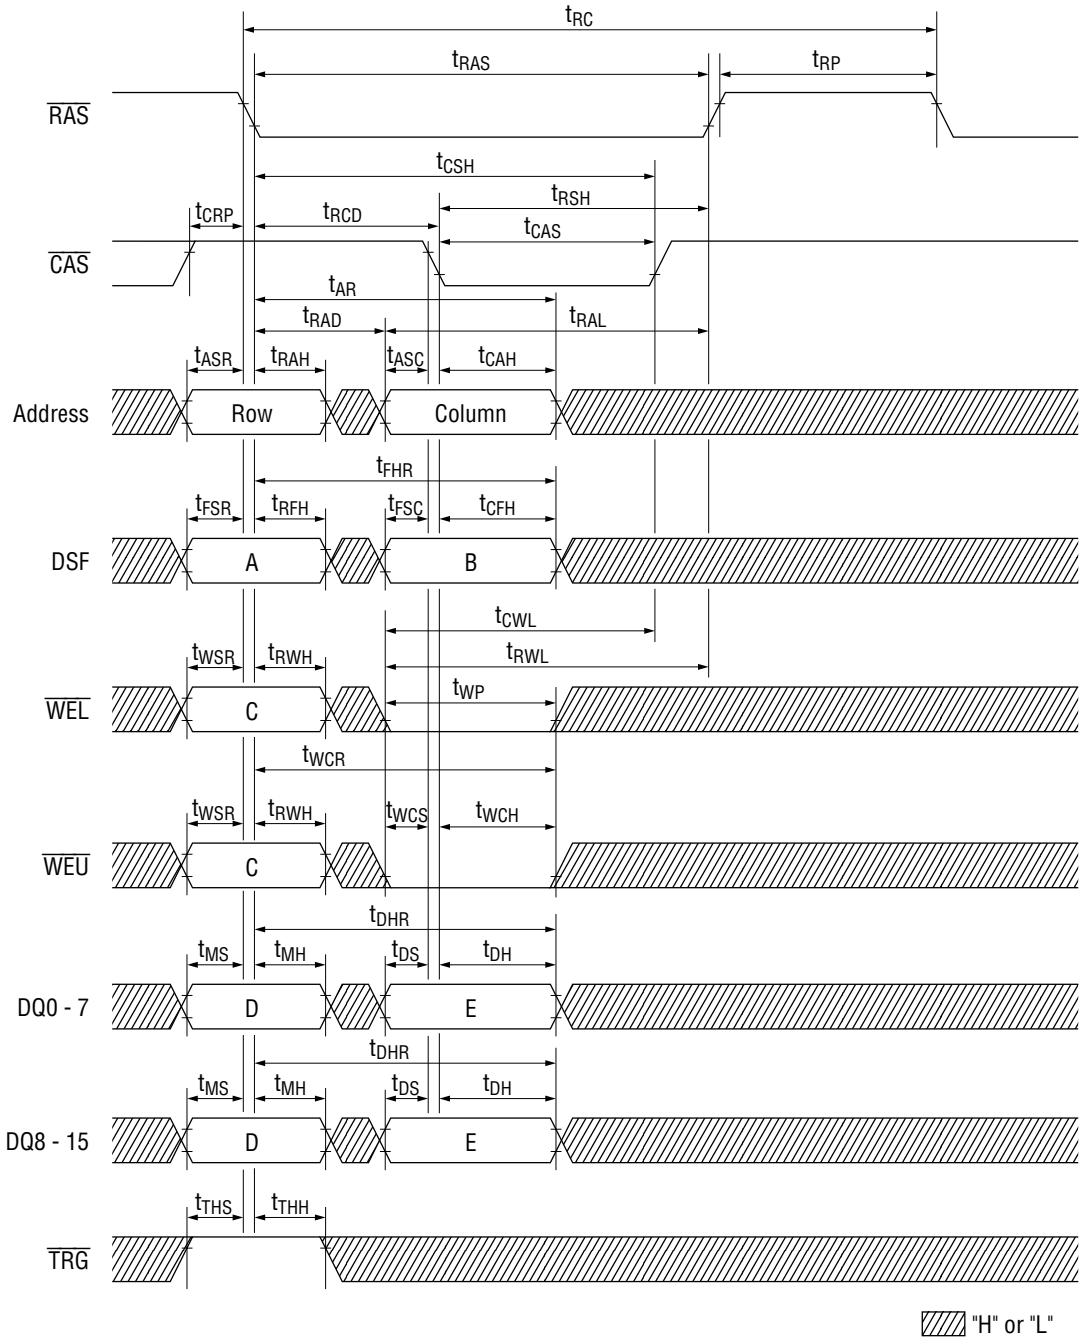 tRC
tRAS tRP
RAS
tCSH
tRSH
tCRP tRCD tCAS
CAS
tAR
tRAD tRAL
tASR tRAH tASC tCAH
Address Row Column
tFHR
tFSR tRFH tFSC tCFH
DSF A B
tCWL
tWSR tRWH tRWL
tWP
WEL C
tWCR
tWSR tRWH tWCS tWCH
WEU C
tDHR
tMS tMH tDS tDH
DQ0 - 7 D E
tDHR
tMS tMH tDS tDH
DQ8 - 15 D E
tTHS tTHH
TRG
"H" or "L"